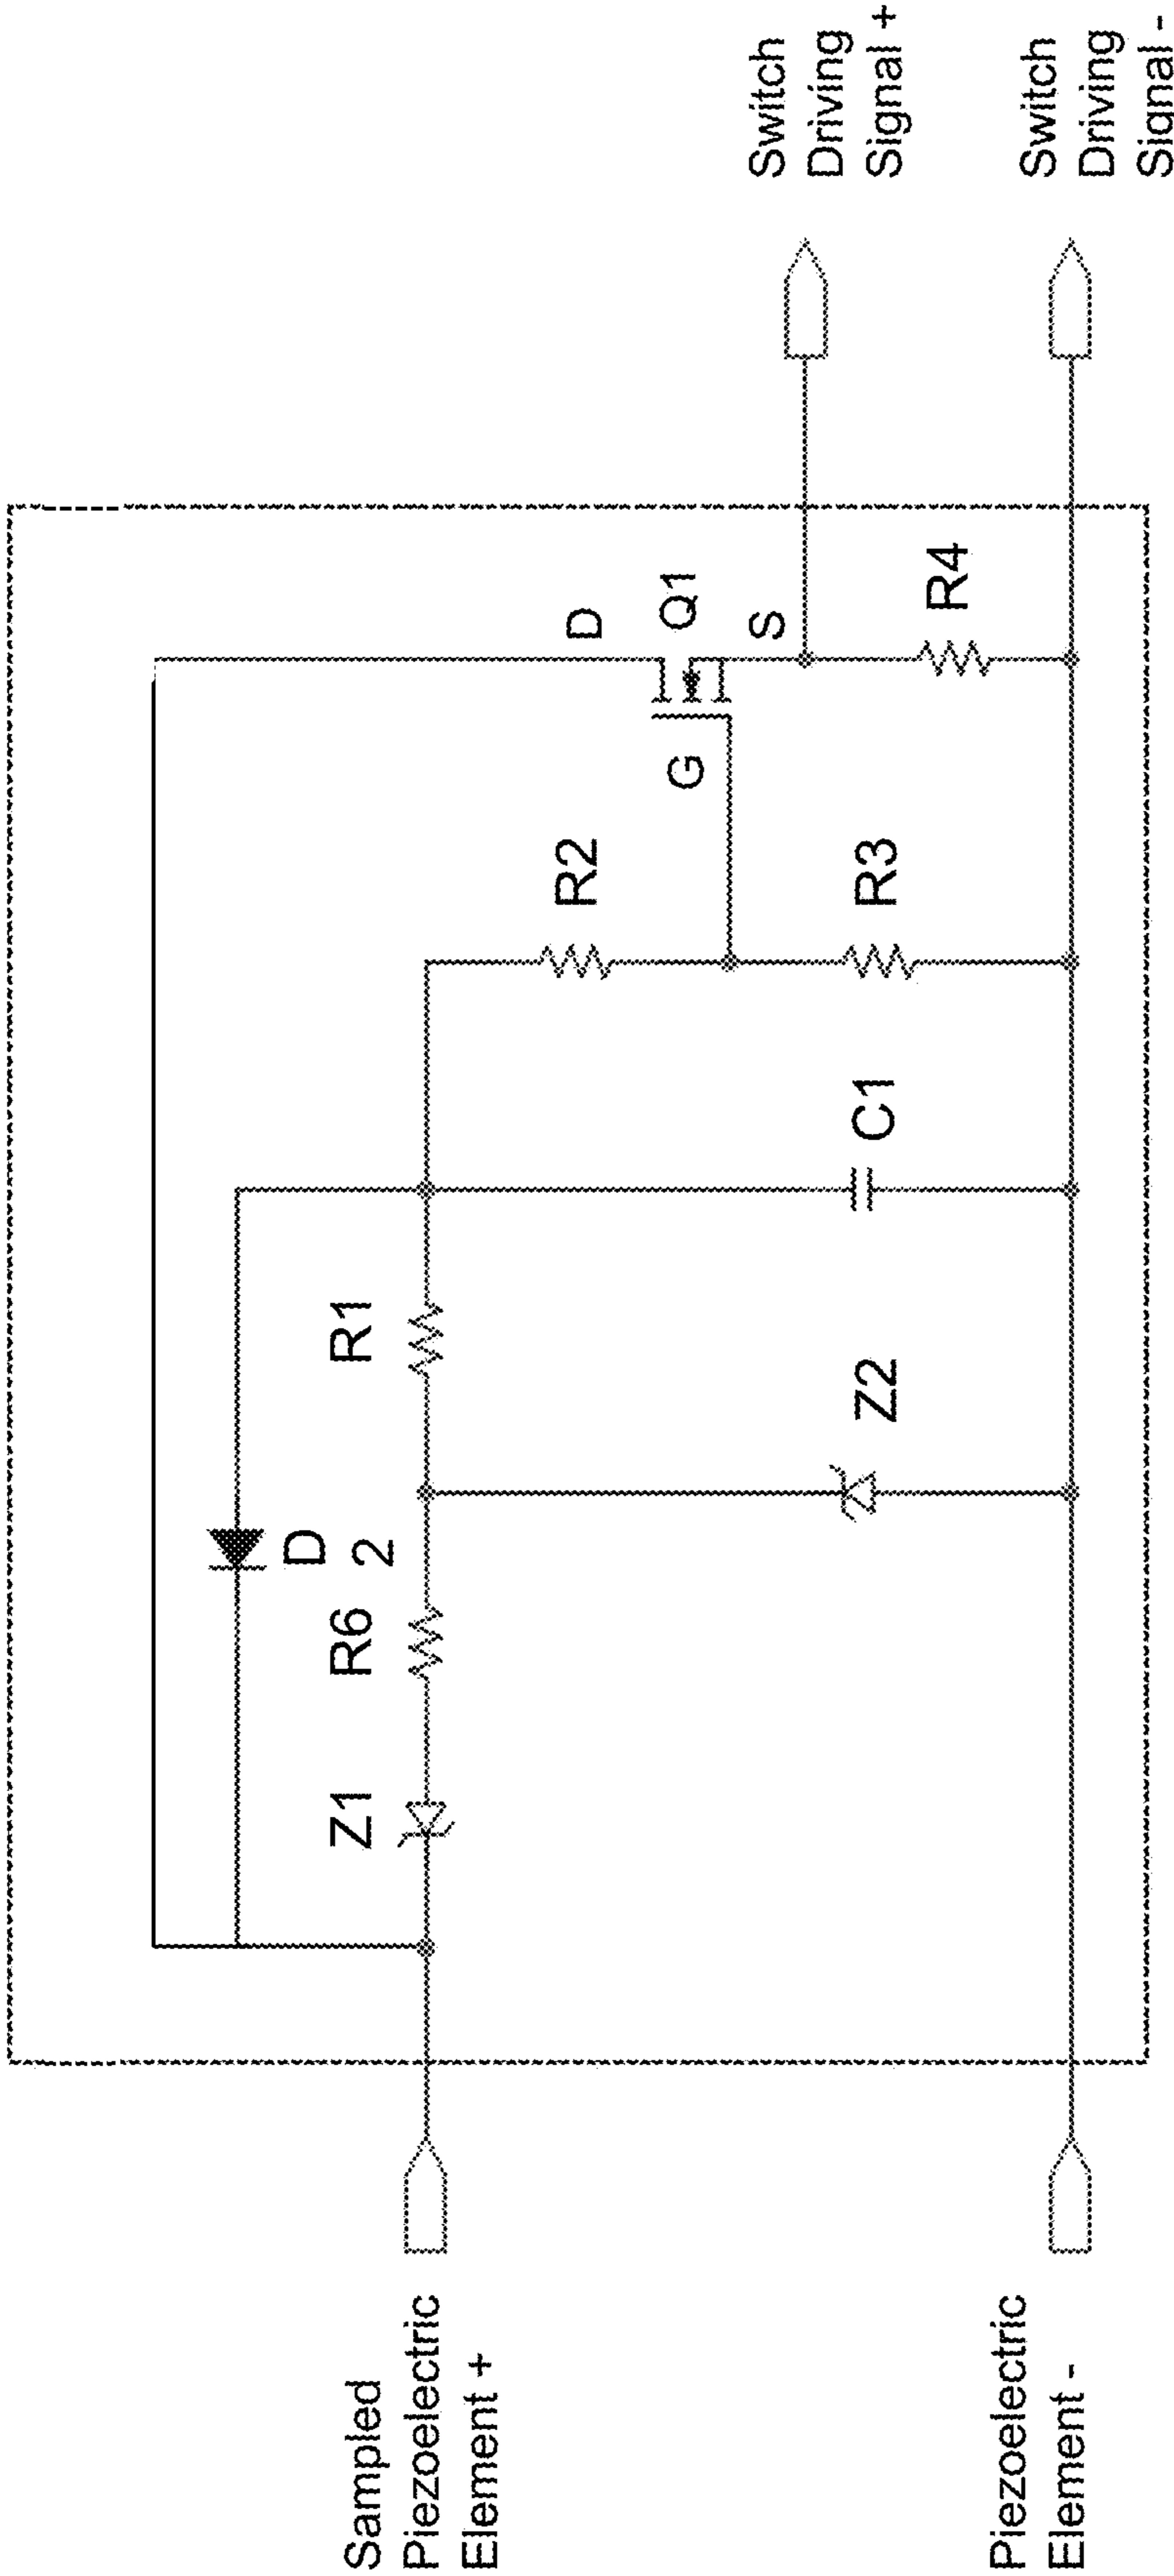 Sampled
Piezoelectric
Element +
Piezoelectric
Element -
Z1
R6
D
2
R1
Z2
C1
R2
R3
G
D
Q1
S
R4
Switch
Driving
Signal +
Switch
Driving
Signal -